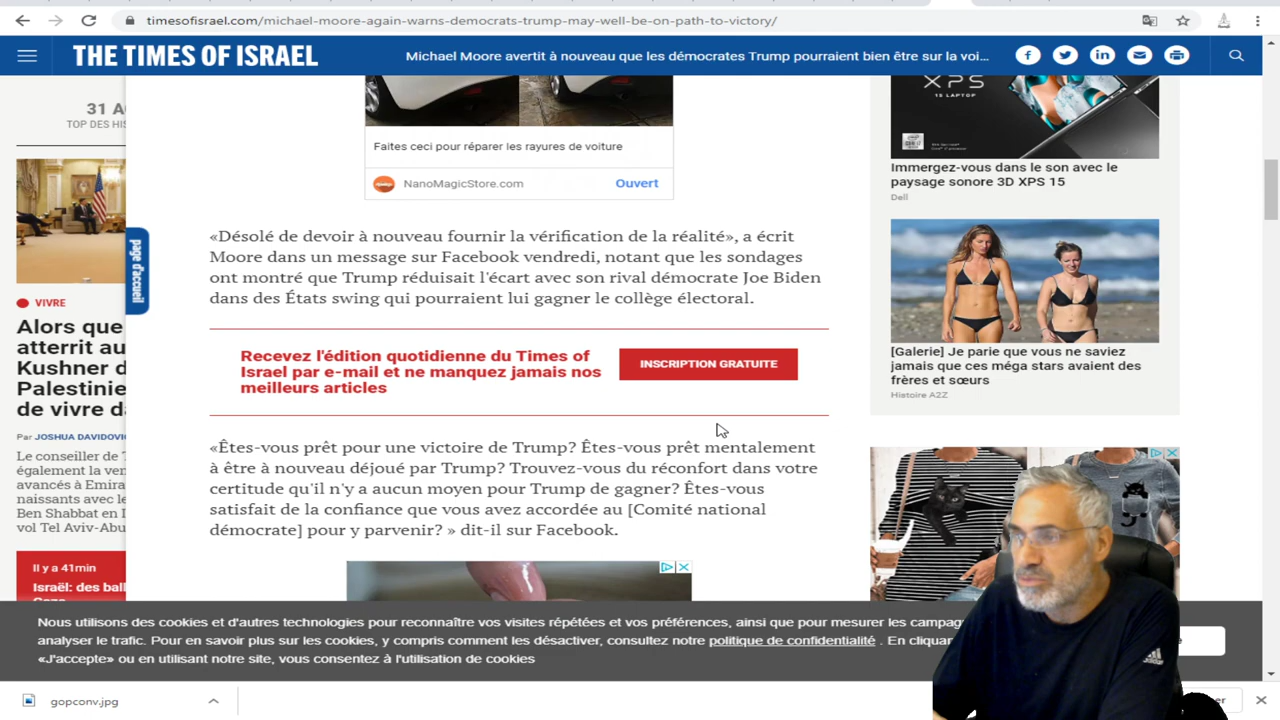 timesofisrael.com/michael-moore-again-warns-democrats-trump-may-well-be-on-path-to-victory/
THE TIMES OF ISRAEL
Michael Moore avertit à nouveau que les démocrates Trump pourraient bien être sur la voi...
31 A
TOP DES HIS
VIVRE
Alors que
atterrit au
Kushner d
Palestinie
de vivre d
Par JOSHUA DAVIDOVI
Le conseiller de T
également la ven
avancés à Emira
naissants avec le
Ben Shabbat en I
vol Tel Aviv-Abu
Il y a 41min
Israël: des ball
page d'accueil
Faites ceci pour réparer les rayures de voiture
NanoMagicStore.com
Ouvert
«Désolé de devoir à nouveau fournir la vérification de la réalité», a écrit
Moore dans un message sur Facebook vendredi, notant que les sondages
ont montré que Trump réduisait l'écart avec son rival démocrate Joe Biden
dans des États swing qui pourraient lui gagner le collège électoral.
Recevez l'édition quotidienne du Times of
Israel par e-mail et ne manquez jamais nos
meilleurs articles
INSCRIPTION GRATUITE
«Êtes-vous prêt pour une victoire de Trump? Êtes-vous prêt mentalement
à être à nouveau déjoué par Trump? Trouvez-vous du réconfort dans votre
certitude qu'il n'y a aucun moyen pour Trump de gagner? Êtes-vous
satisfait de la confiance que vous avez accordée au [Comité national
démocrate] pour y parvenir? » dit-il sur Facebook.
XPS
15 LAPTOP
Immergez-vous dans le son avec le
paysage sonore 3D XPS 15
Dell
[Galerie] Je parie que vous ne saviez
jamais que ces méga stars avaient des
frères et sœurs
Histoire A2Z
Nous utilisons des cookies et d'autres technologies pour reconnaître vos visites répétées et vos préférences, ainsi que pour mesurer les campag
analyser le trafic. Pour en savoir plus sur les cookies, y compris comment les désactiver, consultez notre politique de confidentialité . En cliquan
«J'accepte» ou en utilisant notre site, vous consentez à l'utilisation de cookies
gopconv.jpg